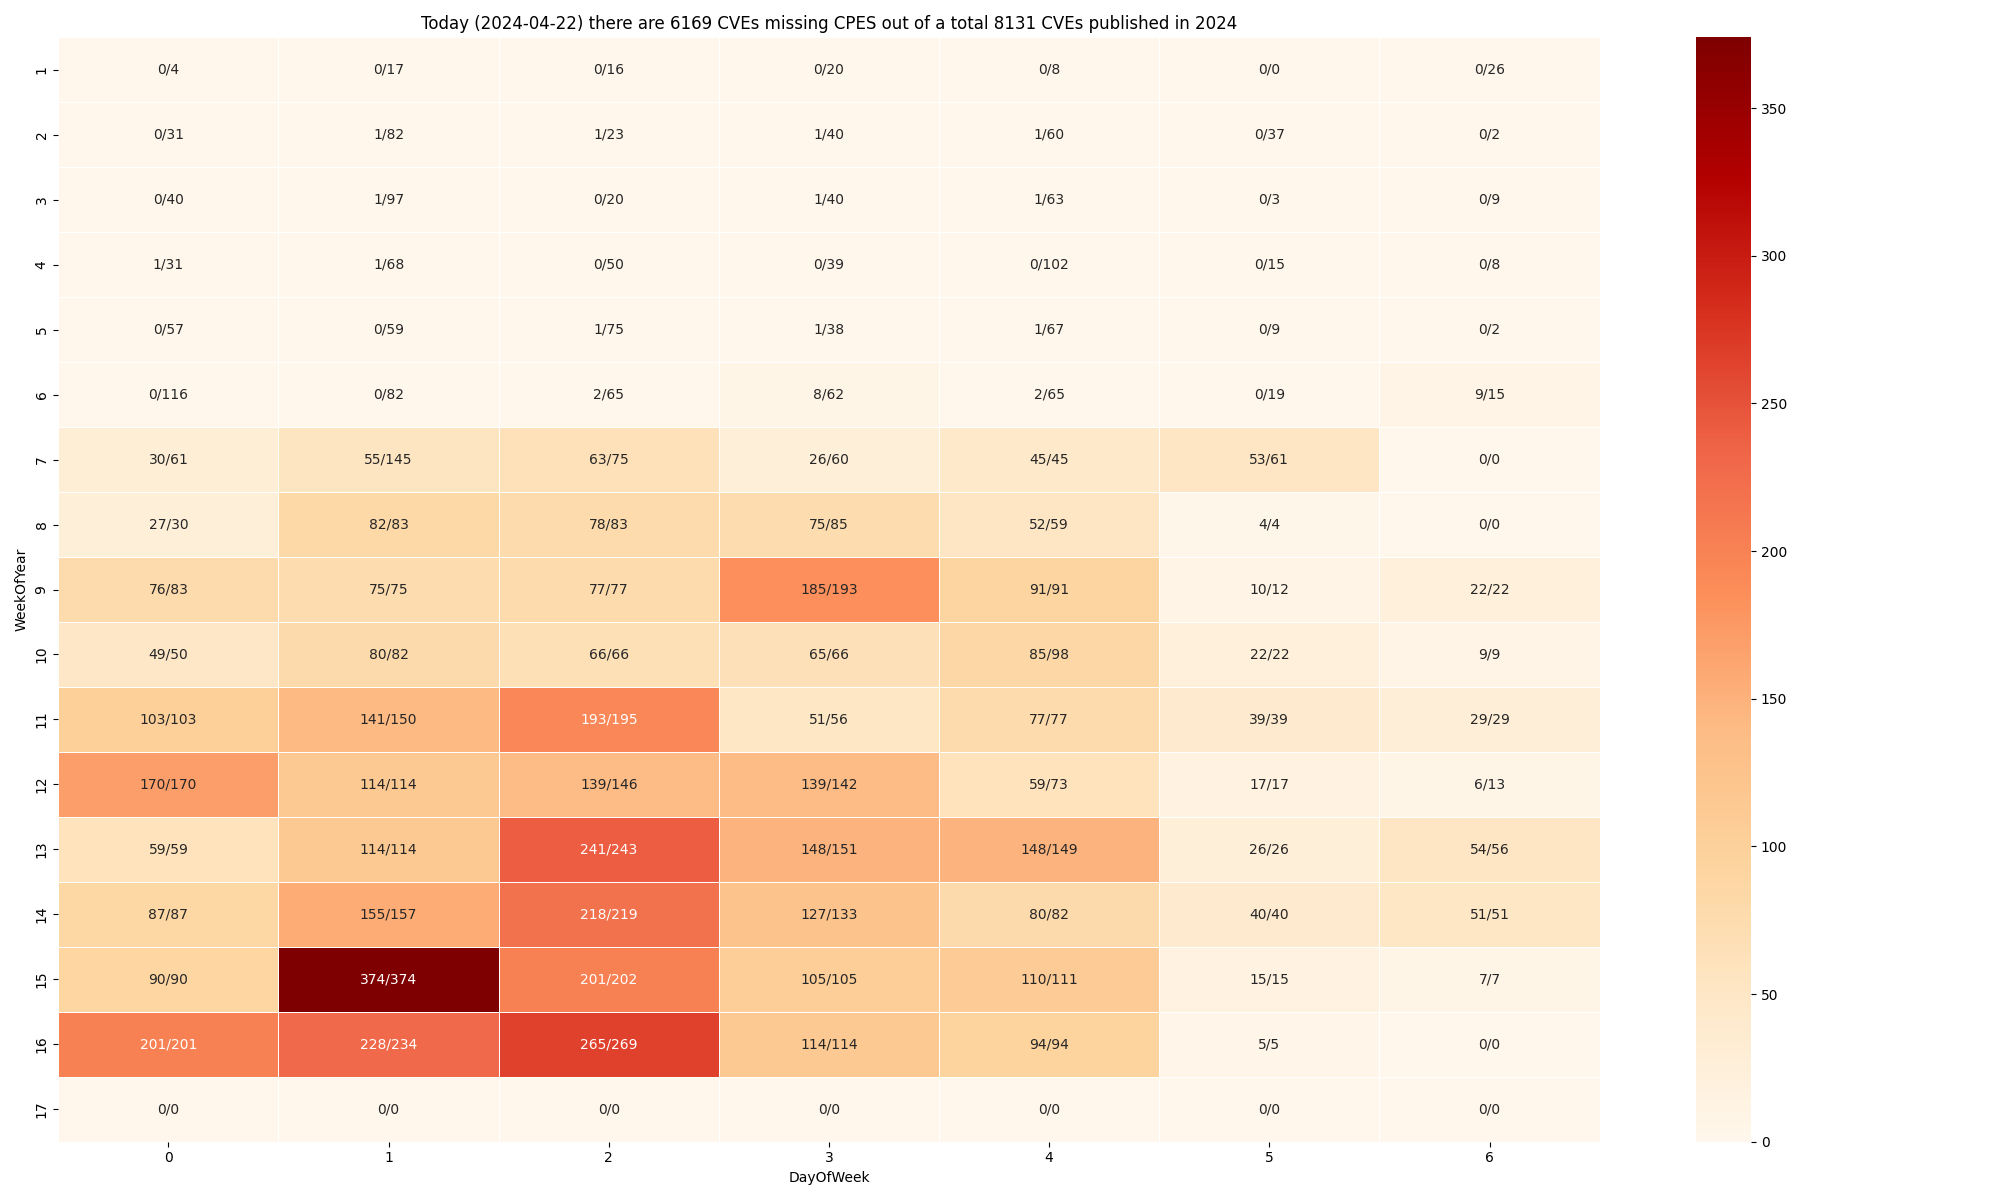 Today (2024-04-22) there are 6169 CVEs missing CPES out of a total 8131 CVEs published in 2024
1 0/4 0/17 0/16 0/20 0/8 0/0 0/26
2 0/31 1/82 1/23 1/40 1/60 0/37 0/2
3 0/40 1/97 0/20 1/40 1/63 0/3 0/9
4 1/31 1/68 0/50 0/39 0/102 0/15 0/8
5 0/57 0/59 1/75 1/38 1/67 0/9 0/2
6 0/116 0/82 2/65 8/62 2/65 0/19 9/15
7 30/61 55/145 63/75 26/60 45/45 53/61 0/0
8 27/30 82/83 78/83 75/85 52/59 4/4 0/0
9 76/83 75/75 77/77 185/193 91/91 10/12 22/22
10 49/50 80/82 66/66 65/66 85/98 22/22 9/9
11 103/103 141/150 193/195 51/56 77/77 39/39 29/29
12 170/170 114/114 139/146 139/142 59/73 17/17 6/13
13 59/59 114/114 241/243 148/151 148/149 26/26 54/56
14 87/87 155/157 218/219 127/133 80/82 40/40 51/51
15 90/90 374/374 201/202 105/105 110/111 15/15 7/7
16 201/201 228/234 265/269 114/114 94/94 5/5 0/0
17 0/0 0/0 0/0 0/0 0/0 0/0 0/0
0 1 2 3 4 5 6
DayOfWeek
WeekOfYear
350
300
250
200
150
100
50
0